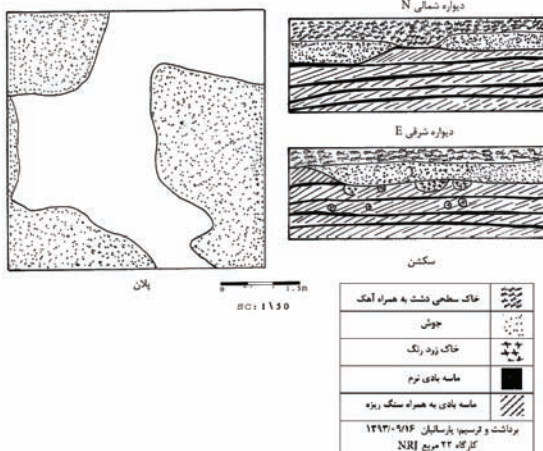 دیواره شمالی N
دیواره شرقی E
سکشن
پلان
0 1.5m
SC: 1\50
خاک سطحی دشت به همراه آهک
جوش
خاک زرد رنگ
ماسه بادی نرم
ماسه بادی به همراه سنگ ریزه
برداشت و ترسیم: پارسائیان ۱۳۹۳/۰۹/۱۶
کارگاه ۲۲ مربع NRJ